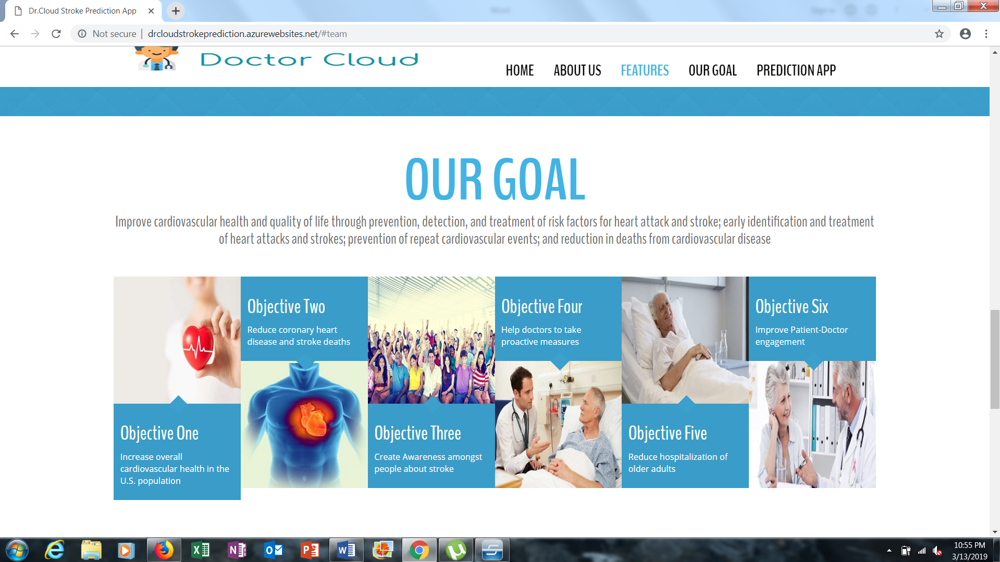 Dr.Cloud Stroke Prediction App
Not secure | drcloudstrokeprediction.azurewebsites.net/#team
Doctor Cloud
HOME ABOUT US FEATURES OUR GOAL PREDICTION APP
OUR GOAL
Improve cardiovascular health and quality of life through prevention, detection, and treatment of risk factors for heart attack and stroke; early identification and treatment
of heart attacks and strokes; prevention of repeat cardiovascular events; and reduction in deaths from cardiovascular disease
Objective One
Increase overall
cardiovascular health in the
U.S. population
Objective Two
Reduce coronary heart
disease and stroke deaths
Objective Three
Create Awareness amongst
people about stroke
Objective Four
Help doctors to take
proactive measures
Objective Five
Reduce hospitalization of
older adults
Objective Six
Improve Patient-Doctor
engagement
10:55 PM
3/13/2019